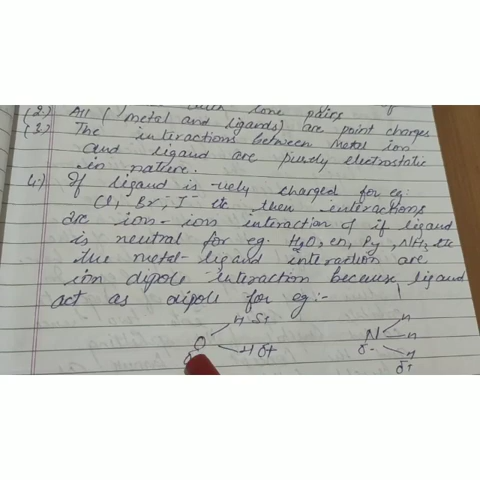 with lone pairs of
(2.) All ( metal and ligands) are point charges
(3.) The interactions between metal ion
and ligand are purely electrostatic
in nature.
4.) If ligand is -vely charged for eg:
Cl, Br-, I- etc then interactions
are ion-ion interaction & if ligand
is neutral for eg. H2O, en, Py, NH3 etc
the metal-ligand interaction are
ion dipole interaction because ligand
act as dipole for eg:-
H δ+
O
H δ+
δ-
H
N H
δ- H
δ+